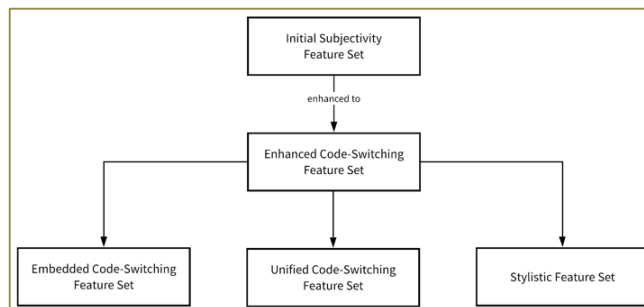 Initial Subjectivity
Feature Set
enhanced to
Enhanced Code-Switching
Feature Set
Embedded Code-Switching
Feature Set
Unified Code-Switching
Feature Set
Stylistic Feature Set